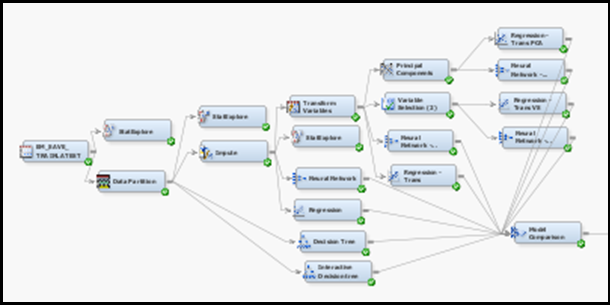 EM_SAVE_
TRAIN.LATEST
StatExplore
Data Partition
StatExplore
Impute
Transform
Variables
StatExplore
Neural Network
Regression
Decision Tree
Interactive
Decision tree
Principal
Components
Variable
Selection (2)
Neural
Network -...
Regression -
Trans
Regression -
Trans PCA
Neural
Network -...
Regression -
Trans VS
Neural
Network -...
Model
Comparison